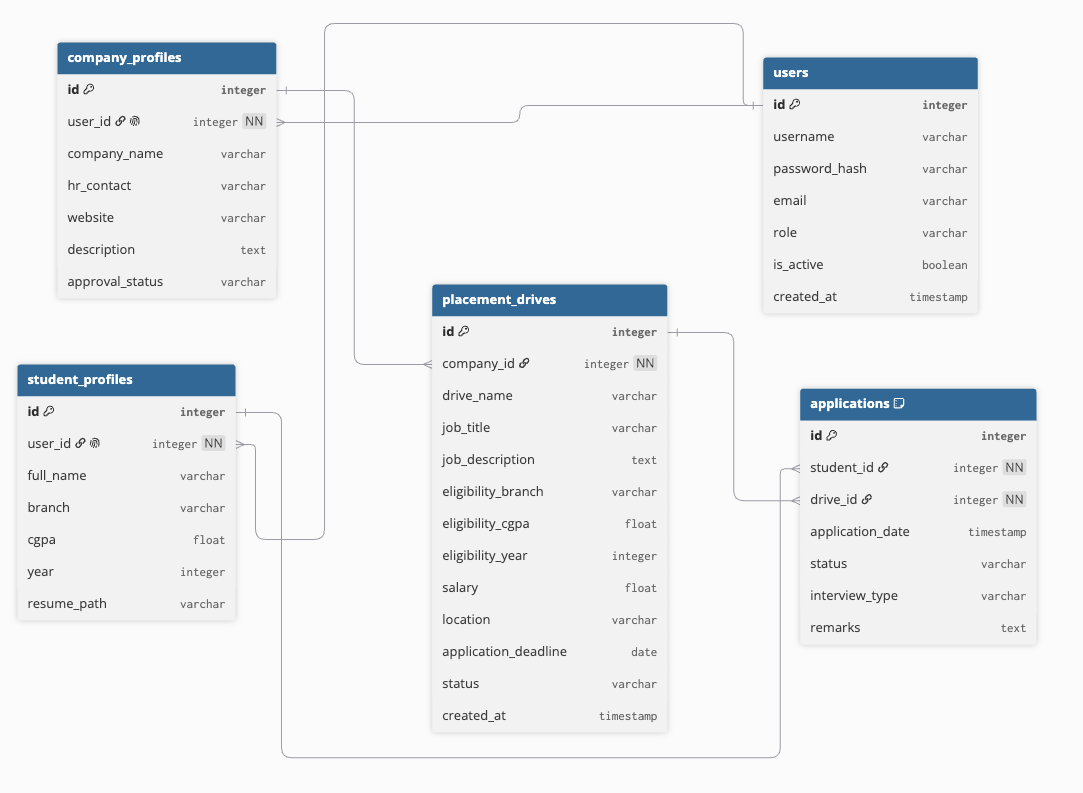 company_profiles
id integer
user_id integer NN
company_name varchar
hr_contact varchar
website varchar
description text
approval_status varchar
users
id integer
username varchar
password_hash varchar
email varchar
role varchar
is_active boolean
created_at timestamp
placement_drives
id integer
company_id integer NN
drive_name varchar
job_title varchar
job_description text
eligibility_branch varchar
eligibility_cgpa float
eligibility_year integer
salary float
location varchar
application_deadline date
status varchar
created_at timestamp
student_profiles
id integer
user_id integer NN
full_name varchar
branch varchar
cgpa float
year integer
resume_path varchar
applications
id integer
student_id integer NN
drive_id integer NN
application_date timestamp
status varchar
interview_type varchar
remarks text